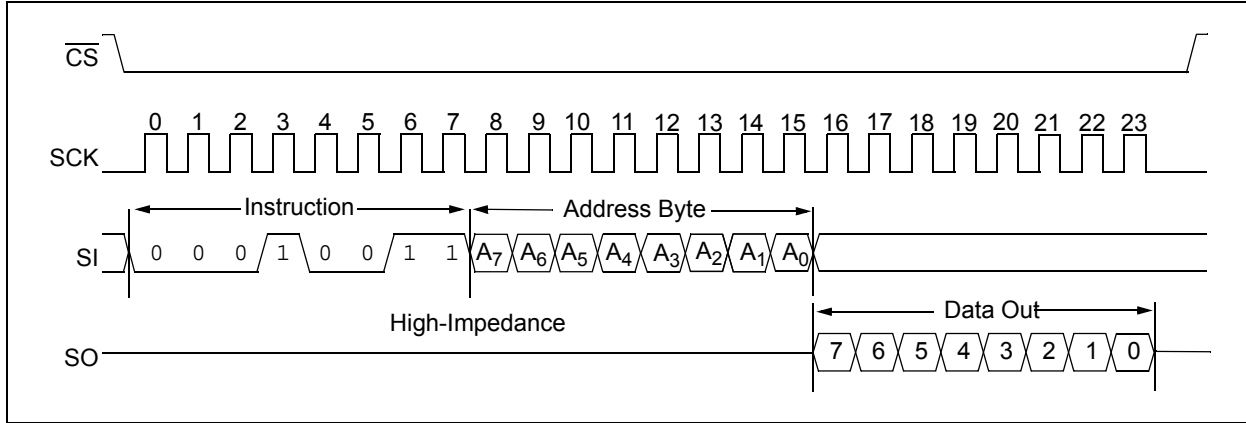 CS
0 1 2 3 4 5 6 7 8 9 10 11 12 13 14 15 16 17 18 19 20 21 22 23
SCK
Instruction Address Byte
SI 0 0 0 1 0 0 1 1 A7 A6 A5 A4 A3 A2 A1 A0
Data Out
High-Impedance
SO 7 6 5 4 3 2 1 0